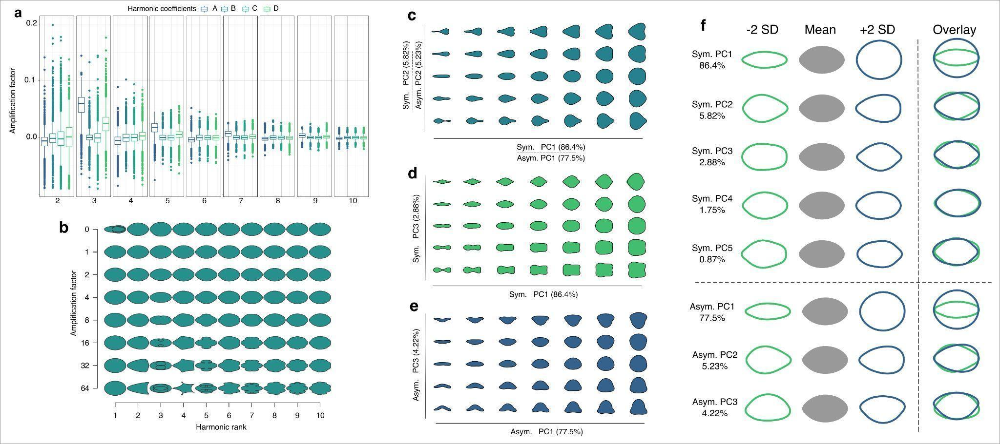 a
Harmonic coefficients A B C D
Amplification factor
0.2
0.1
0.0
2 3 4 5 6 7 8 9 10
b
Amplification factor
0
1
2
4
8
16
32
64
1 2 3 4 5 6 7 8 9 10
Harmonic rank
c
Sym. PC2 (5.82%)
Asym. PC2 (5.23%)
Sym. PC1 (86.4%)
Asym. PC1 (77.5%)
d
Sym. PC3 (2.88%)
Sym. PC1 (86.4%)
e
Asym. PC3 (4.22%)
Asym. PC1 (77.5%)
f
-2 SD Mean +2 SD Overlay
Sym. PC1
86.4%
Sym. PC2
5.82%
Sym. PC3
2.88%
Sym. PC4
1.75%
Sym. PC5
0.87%
Asym. PC1
77.5%
Asym. PC2
5.23%
Asym. PC3
4.22%